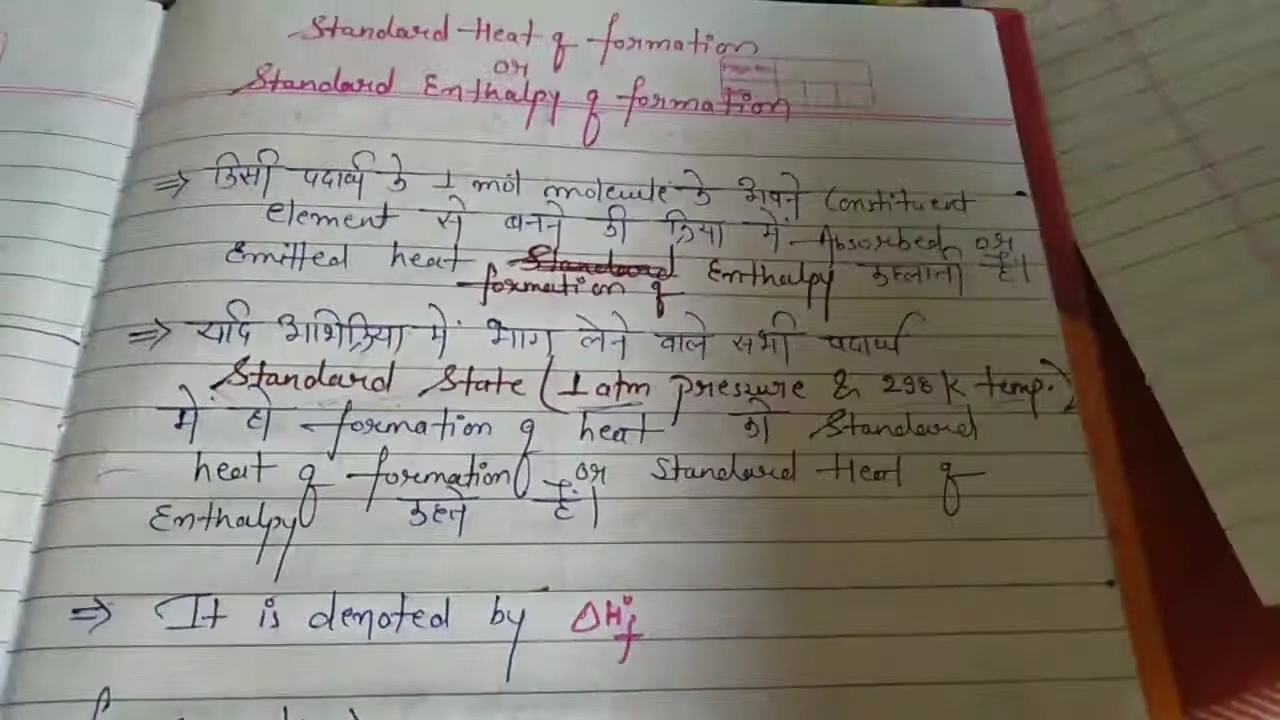 Standard Heat of formation
or
Standard Enthalpy of formation
⇒ किसी पदार्थ के 1 mol molecule के अपने Constituent
element से बनने की क्रिया में Absorbed or
Emitted heat Enthalpy कहलाती है।
formation of
⇒ यदि अभिक्रिया में भाग लेने वाले सभी पदार्थ
Standard State (1 atm pressure & 298 K temp.)
में हो formation of heat को Standard
heat of formation or Standard Heat of
Enthalpy कहते हैं।
⇒ It is denoted by ΔH°f